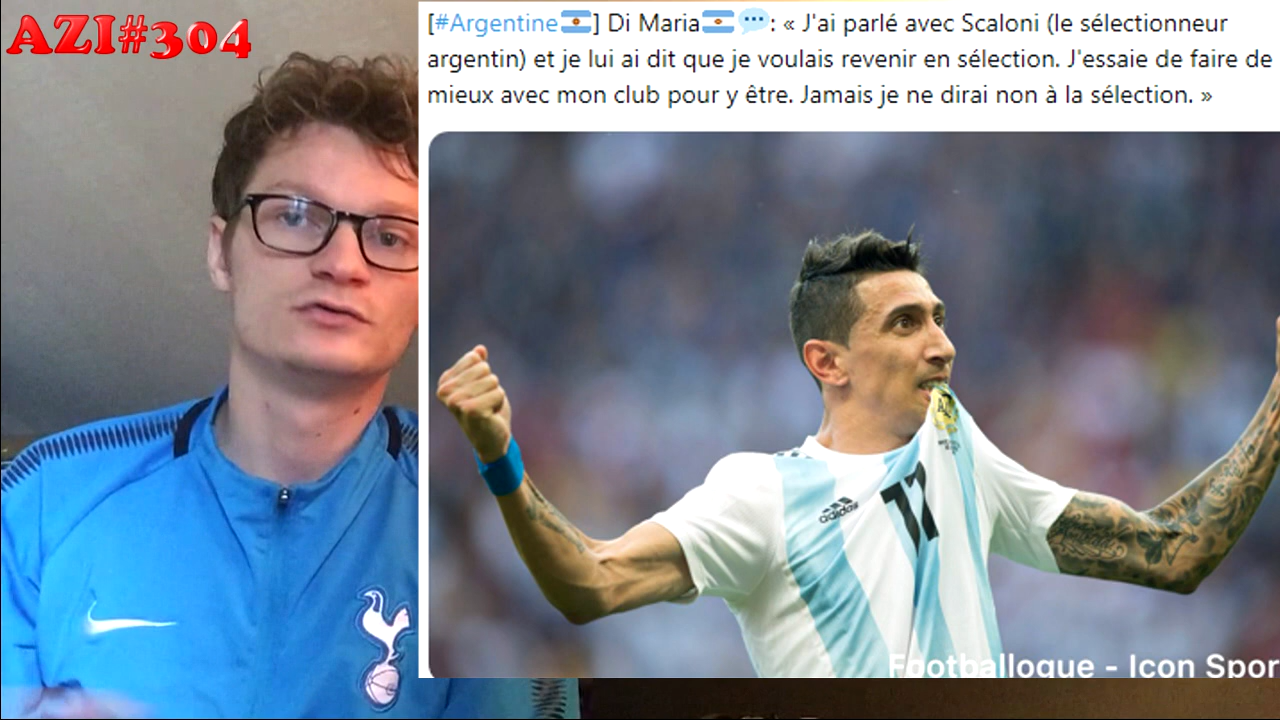 AZI#304
[#Argentine🇦🇷] Di Maria🇦🇷💬: « J'ai parlé avec Scaloni (le sélectionneur
argentin) et je lui ai dit que je voulais revenir en sélection. J'essaie de faire de
mieux avec mon club pour y être. Jamais je ne dirai non à la sélection. »
adidas
11
Footballogue - Icon Spor